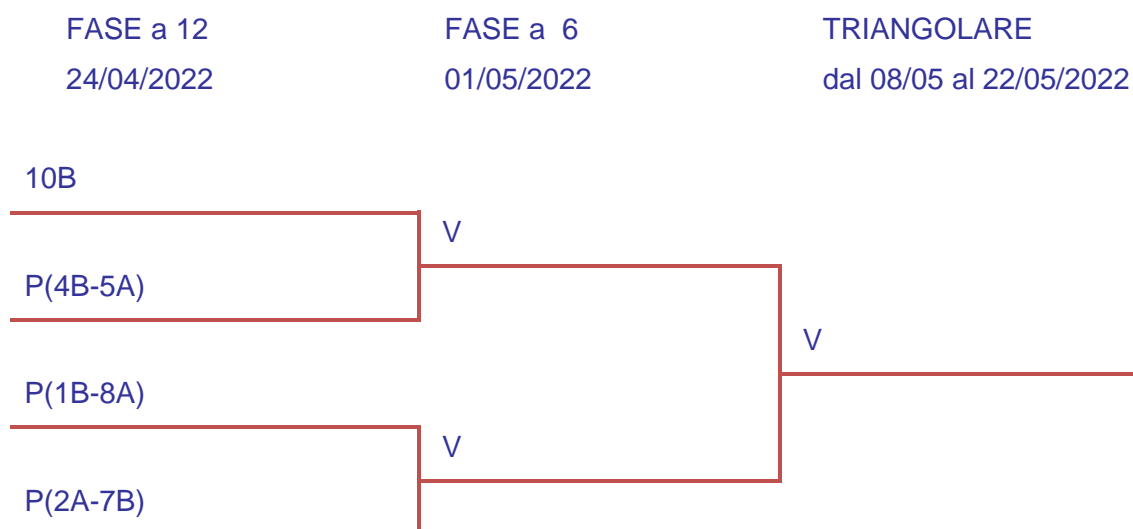 FASE a 12 FASE a 6 TRIANGOLARE
24/04/2022 01/05/2022 dal 08/05 al 22/05/2022
10B
V
P(4B-5A)
V
P(1B-8A)
V
P(2A-7B)